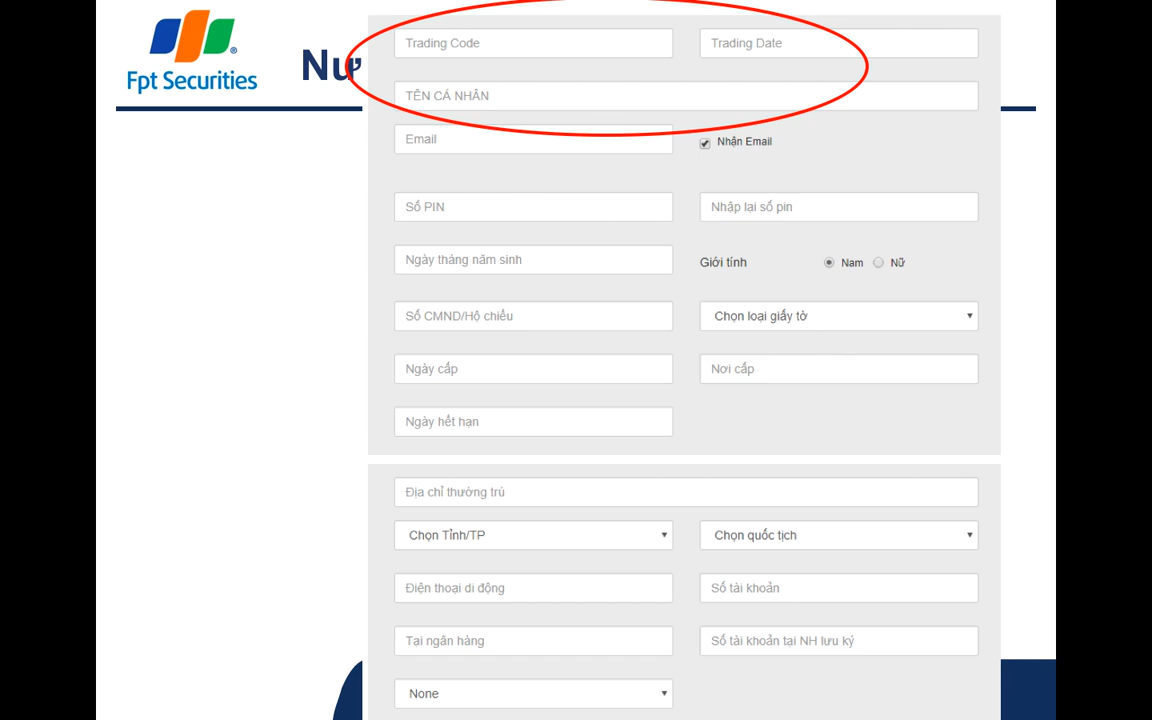 Fpt Securities
Trading Code
Trading Date
TÊN CÁ NHÂN
Email
Nhận Email
Số PIN
Nhập lại số pin
Ngày tháng năm sinh
Giới tính
Nam
Nữ
Số CMND/Hộ chiếu
Chọn loại giấy tờ
Ngày cấp
Nơi cấp
Ngày hết hạn
Địa chỉ thường trú
Chọn Tỉnh/TP
Chọn quốc tịch
Điện thoại di động
Số tài khoản
Tại ngân hàng
Số tài khoản tại NH lưu ký
None